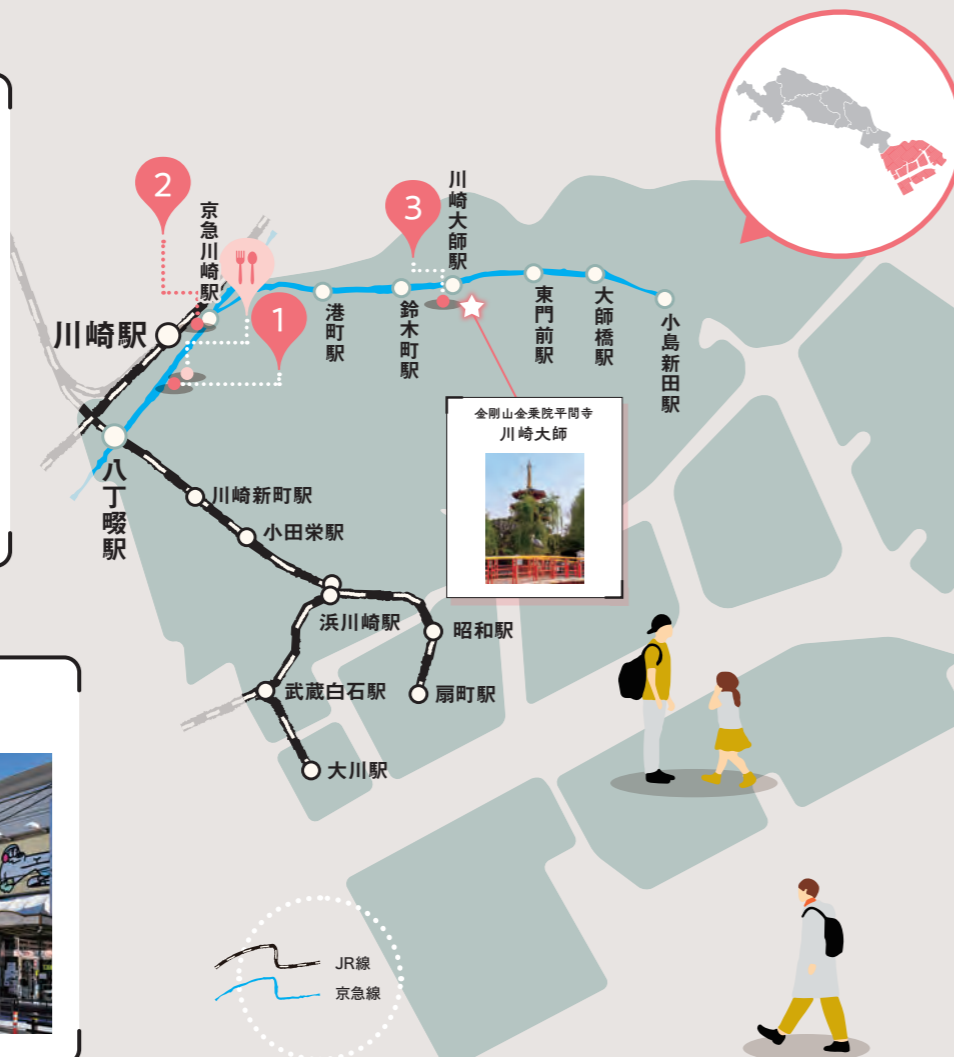 2
京急川崎駅
1
3
川崎大師駅
川崎駅
港町駅
鈴木町駅
東門前駅
大師橋駅
小島新田駅
金剛山金乗院平間寺
川崎大師
八丁畷駅
川崎新町駅
小田栄駅
浜川崎駅
昭和駅
武蔵白石駅
扇町駅
大川駅
JR線
京急線